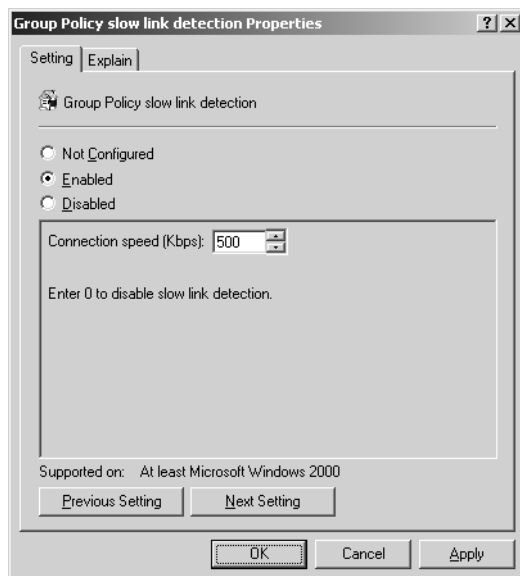 Group Policy slow link detection Properties
Setting
Explain
Group Policy slow link detection
Not Configured
Enabled
Disabled
Connection speed (Kbps): 500
Enter 0 to disable slow link detection.
Supported on: At least Microsoft Windows 2000
Previous Setting
Next Setting
OK
Cancel
Apply